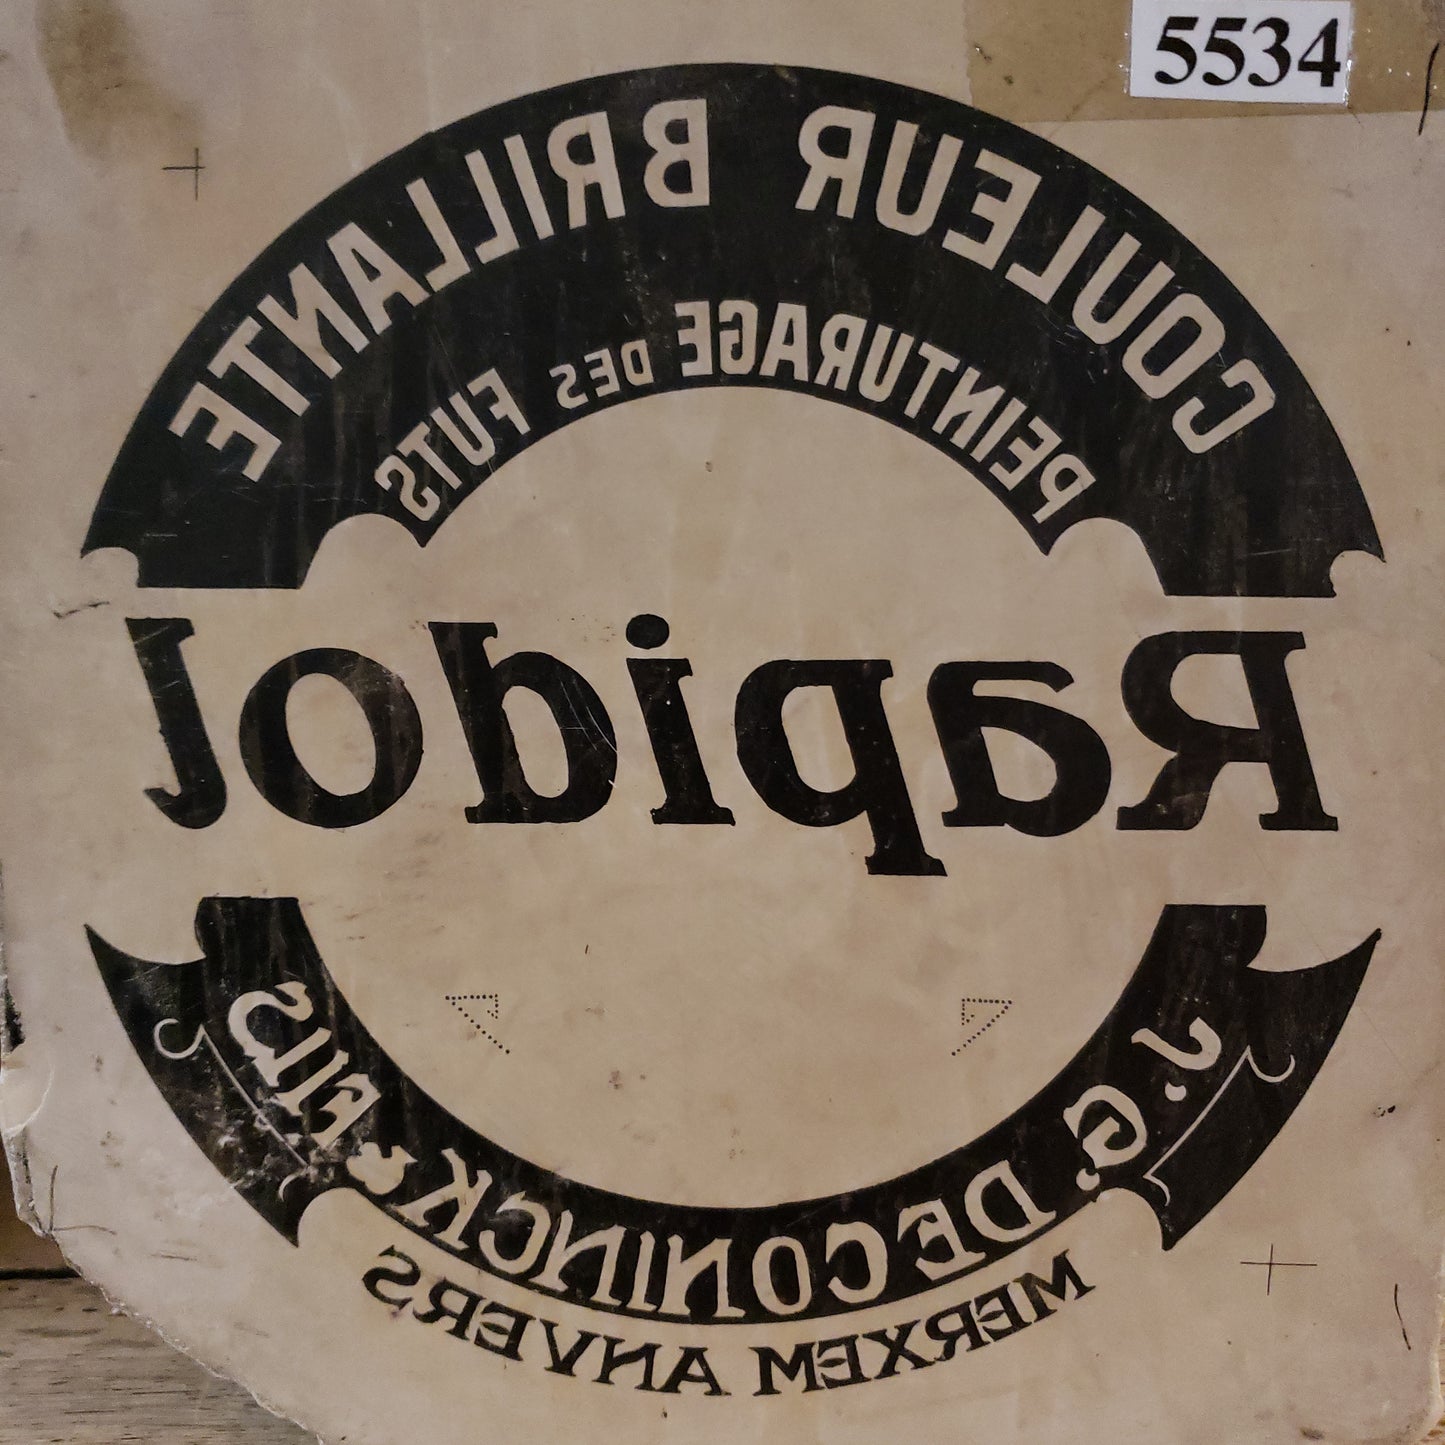 5534
COULEUR BRILLANTE
PEINTURAGE DES FUTS
Rapidol
J. G. DECONINCK & FILS
MERXEM ANVERS